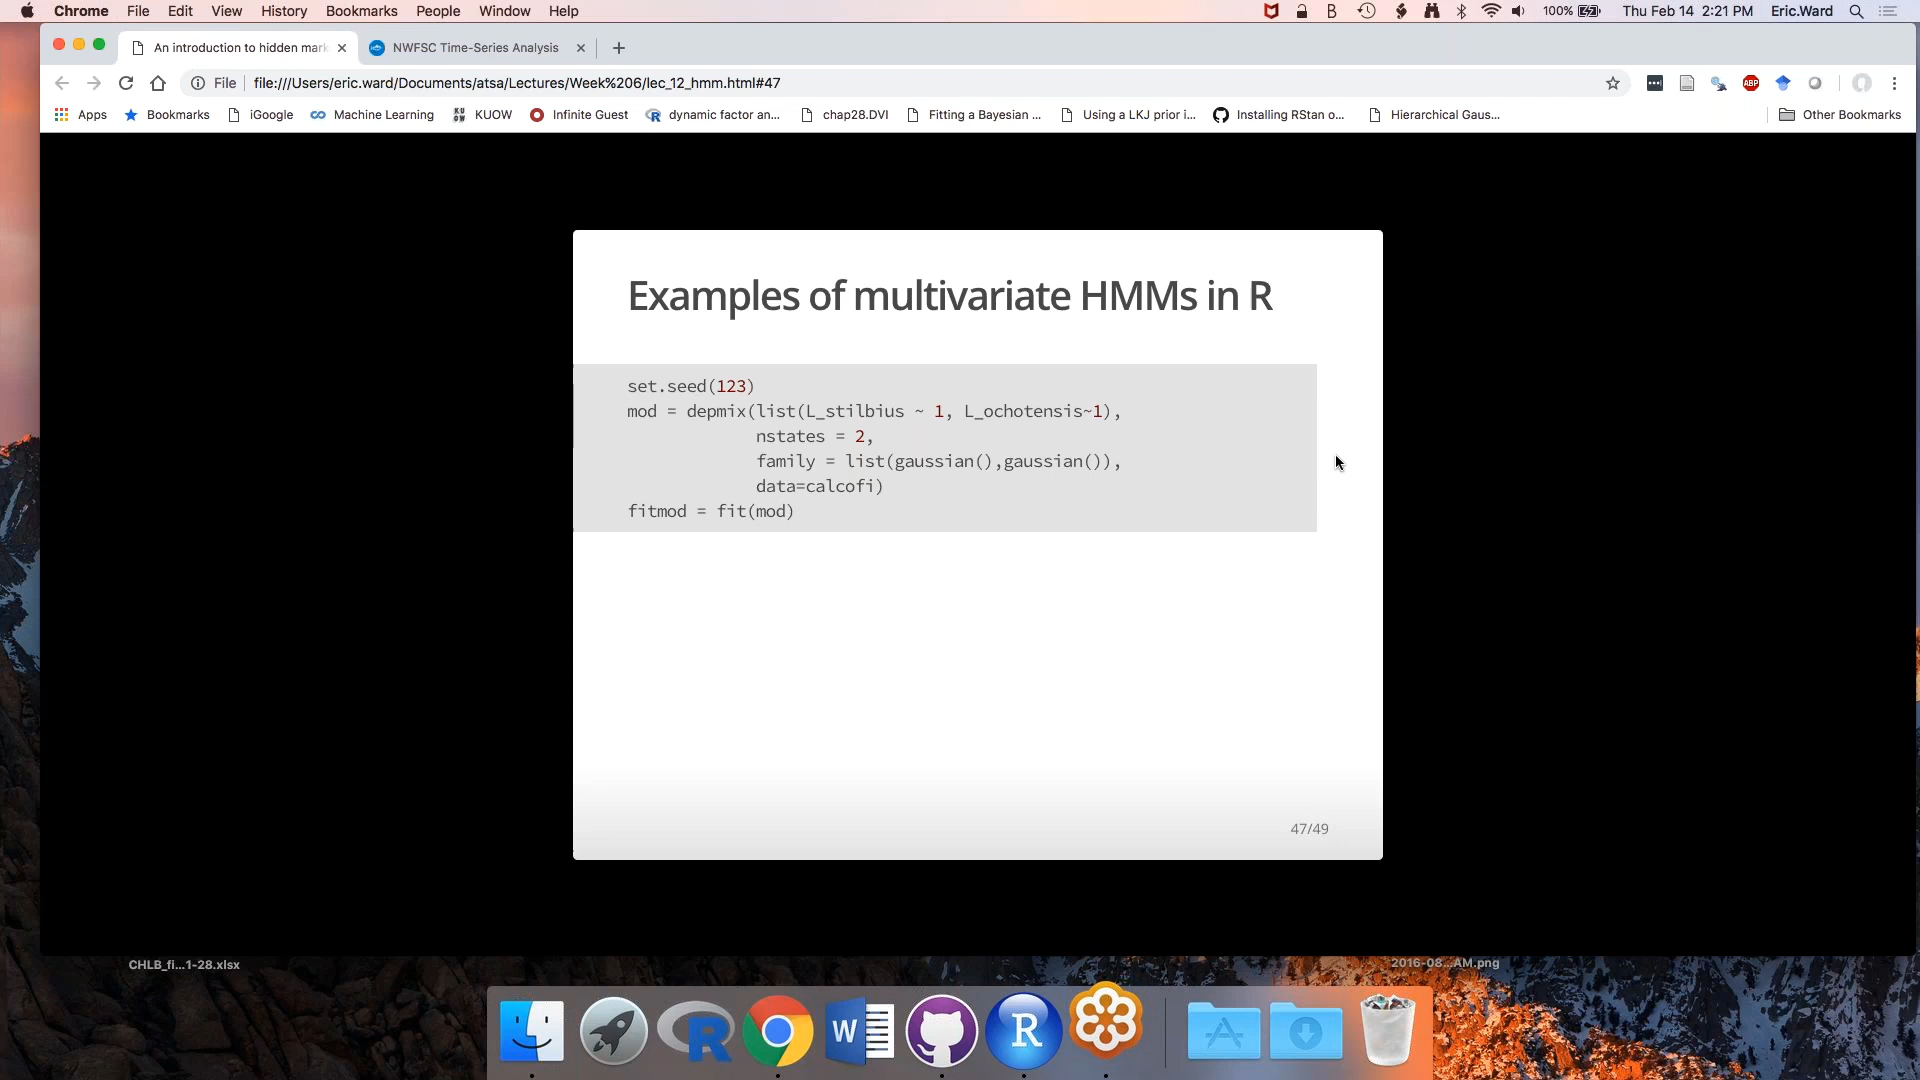 Chrome File Edit View History Bookmarks People Window Help 100% Thu Feb 14 2:21 PM Eric.Ward
An introduction to hidden mark NWFSC Time-Series Analysis
File file:///Users/eric.ward/Documents/atsa/Lectures/Week%206/lec_12_hmm.html#47 ABP
Apps Bookmarks iGoogle Machine Learning KUOW KUOW Infinite Guest dynamic factor an... chap28.DVI Fitting a Bayesian ... Using a LKJ prior i... Installing RStan o... Hierarchical Gaus... Other Bookmarks
Examples of multivariate HMMs in R
set.seed(123)
mod = depmix(list(L_stilbius ~ 1, L_ochotensis~1),
nstates = 2,
family = list(gaussian(),gaussian()),
data=calcofi)
fitmod = fit(mod)
47/49
CHLB_fi...1-28.xlsx 2016-08...AM.png
R W R